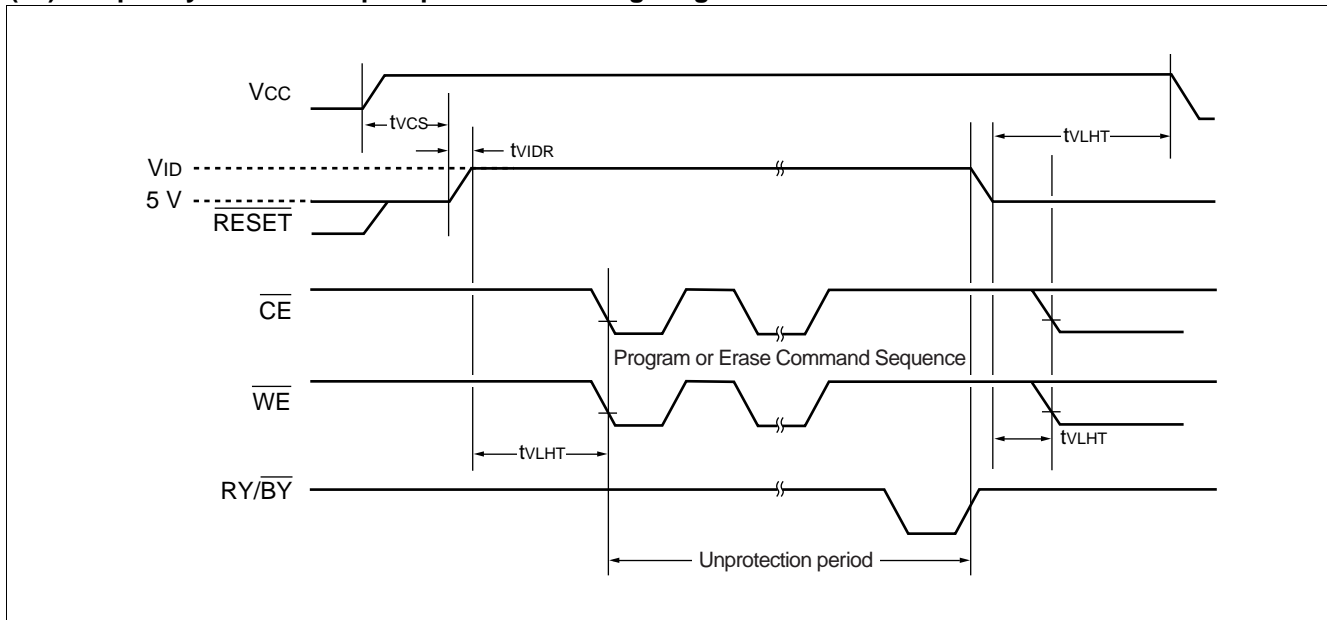 VCC
tVCS
tVIDR
tVLHT
VID
5 V
RESET
CE
Program or Erase Command Sequence
WE
tVLHT
tVLHT
RY/BY
Unprotection period